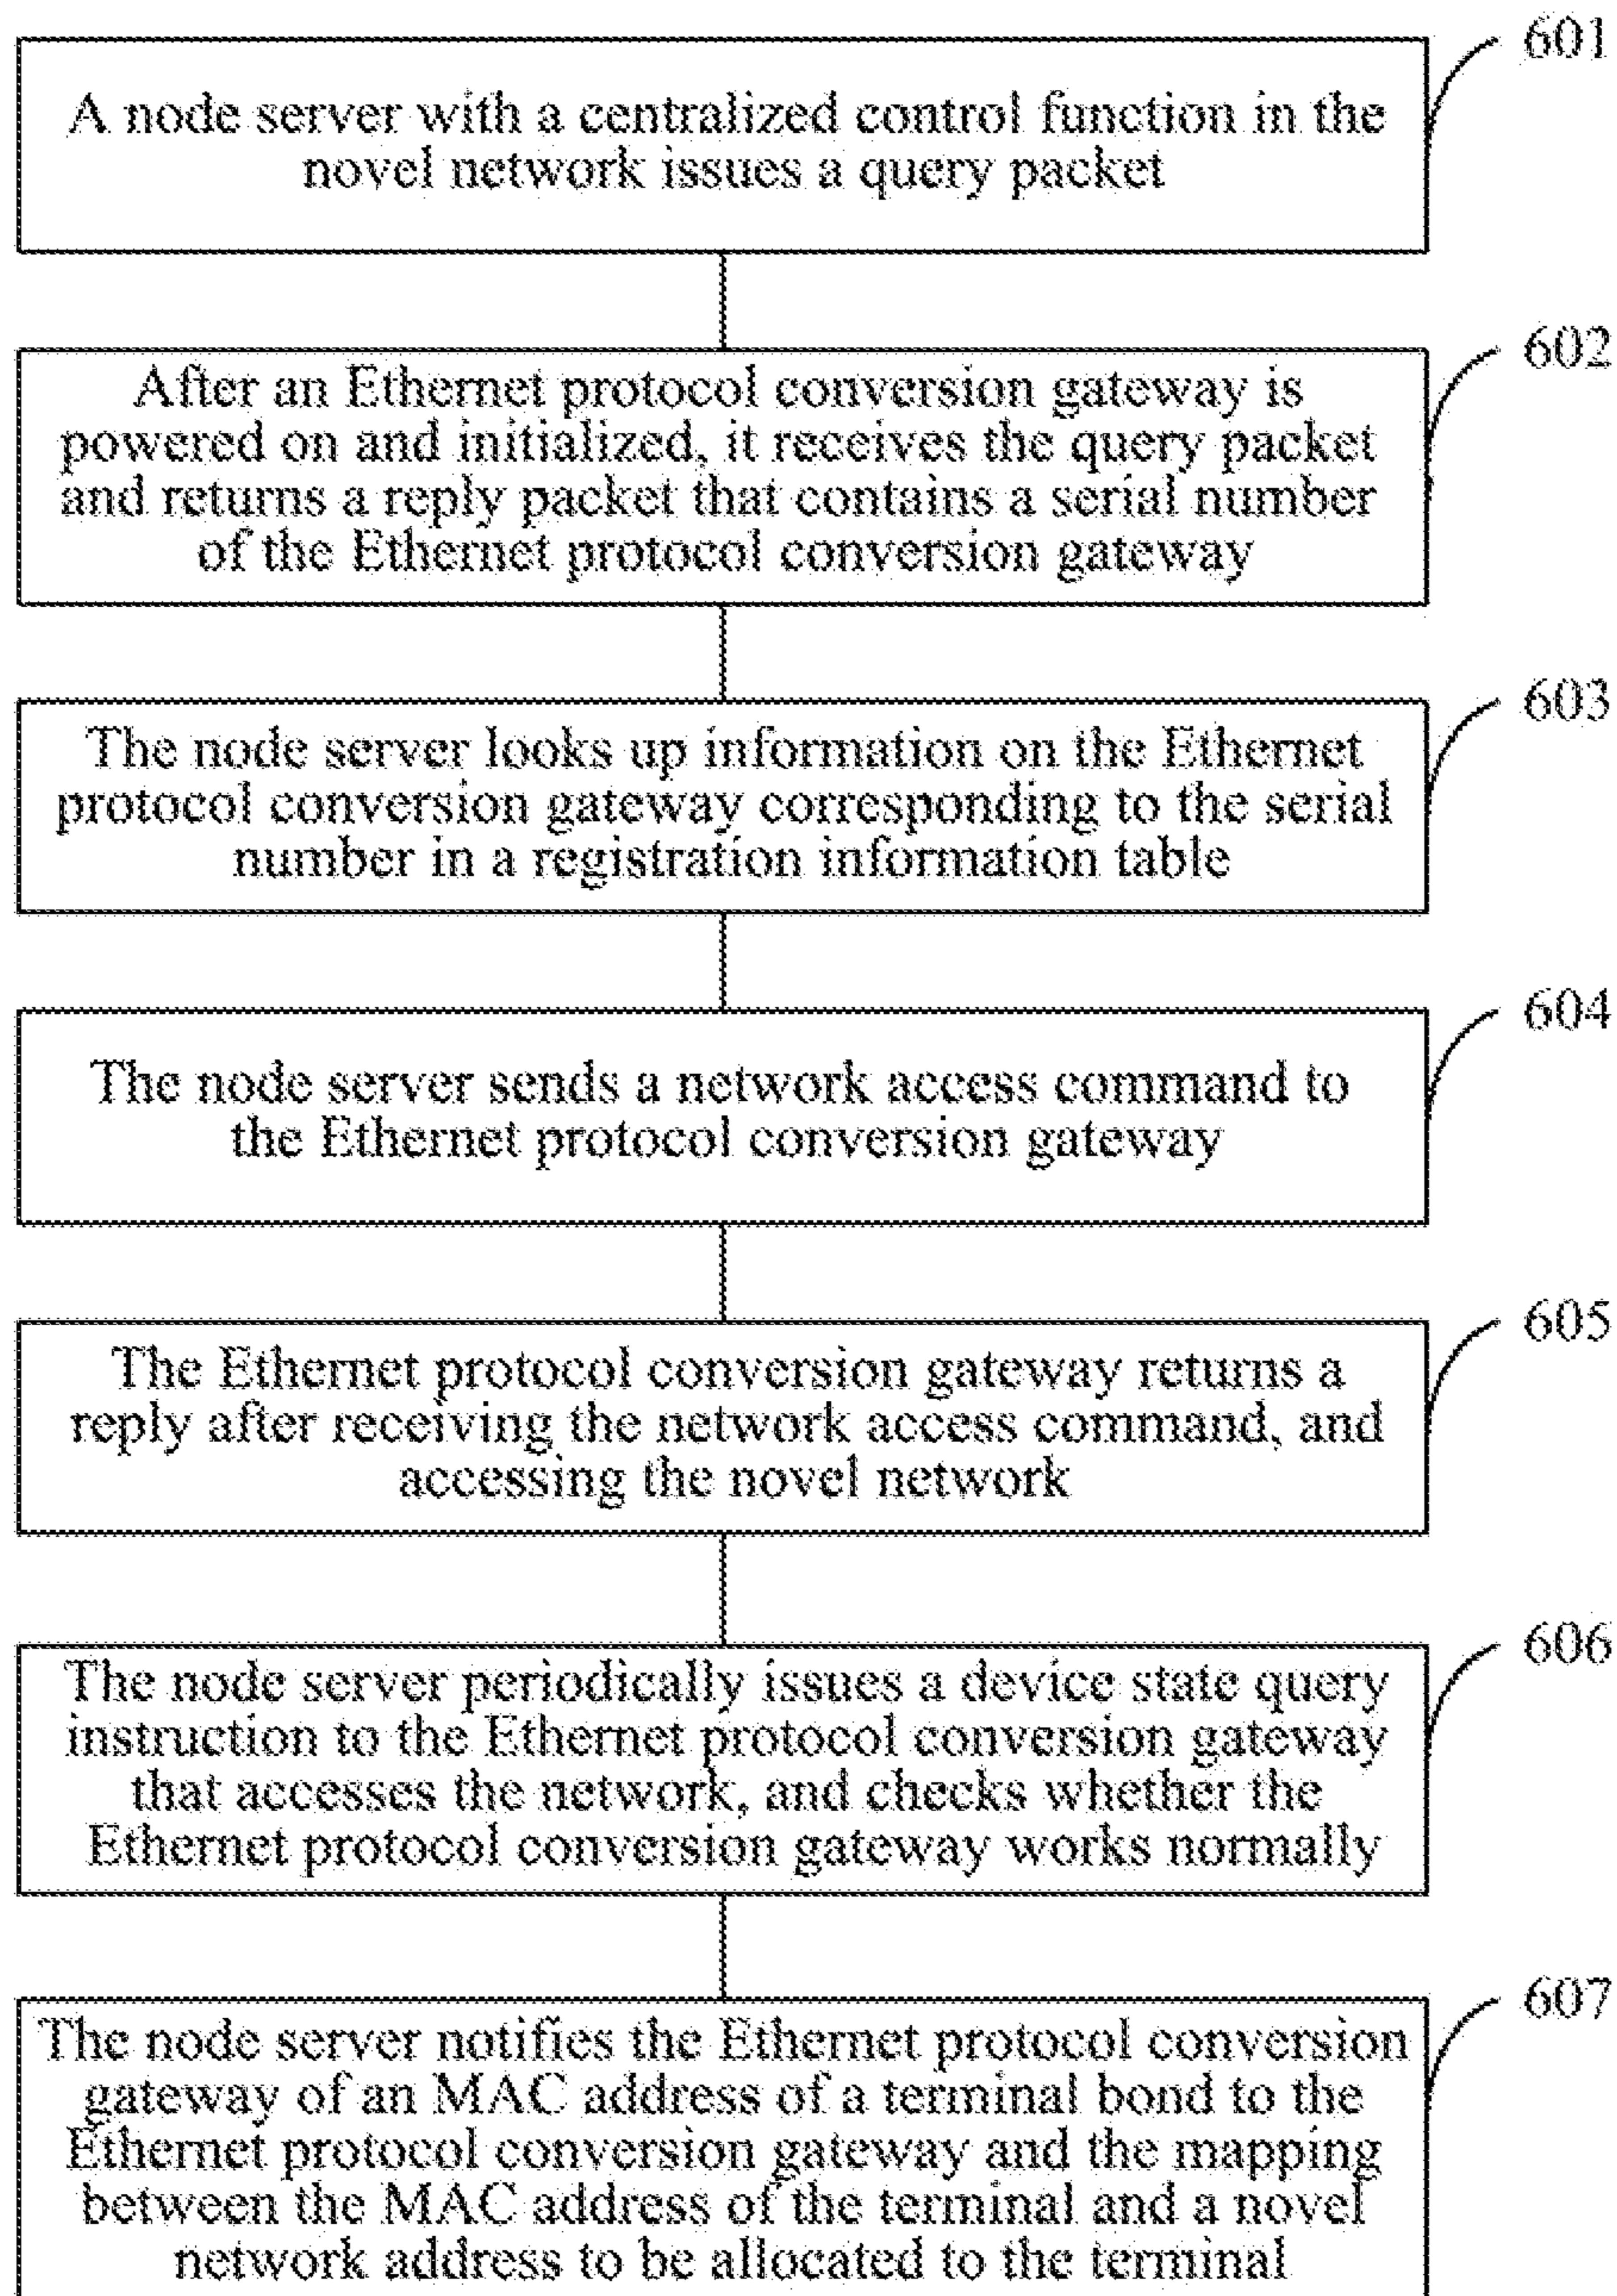 601
A node server with a centralized control function in the
novel network issues a query packet
602
After an Ethernet protocol conversion gateway is
powered on and initialized, it receives the query packet
and returns a reply packet that contains a serial number
of the Ethernet protocol conversion gateway
603
The node server looks up information on the Ethernet
protocol conversion gateway corresponding to the serial
number in a registration information table
604
The node server sends a network access command to
the Ethernet protocol conversion gateway
605
The Ethernet protocol conversion gateway returns a
reply after receiving the network access command, and
accessing the novel network
606
The node server periodically issues a device state query
instruction to the Ethernet protocol conversion gateway
that accesses the network, and checks whether the
Ethernet protocol conversion gateway works normally
607
The node server notifies the Ethernet protocol conversion
gateway of an MAC address of a terminal bond to the
Ethernet protocol conversion gateway and the mapping
between the MAC address of the terminal and a novel
network address to be allocated to the terminal